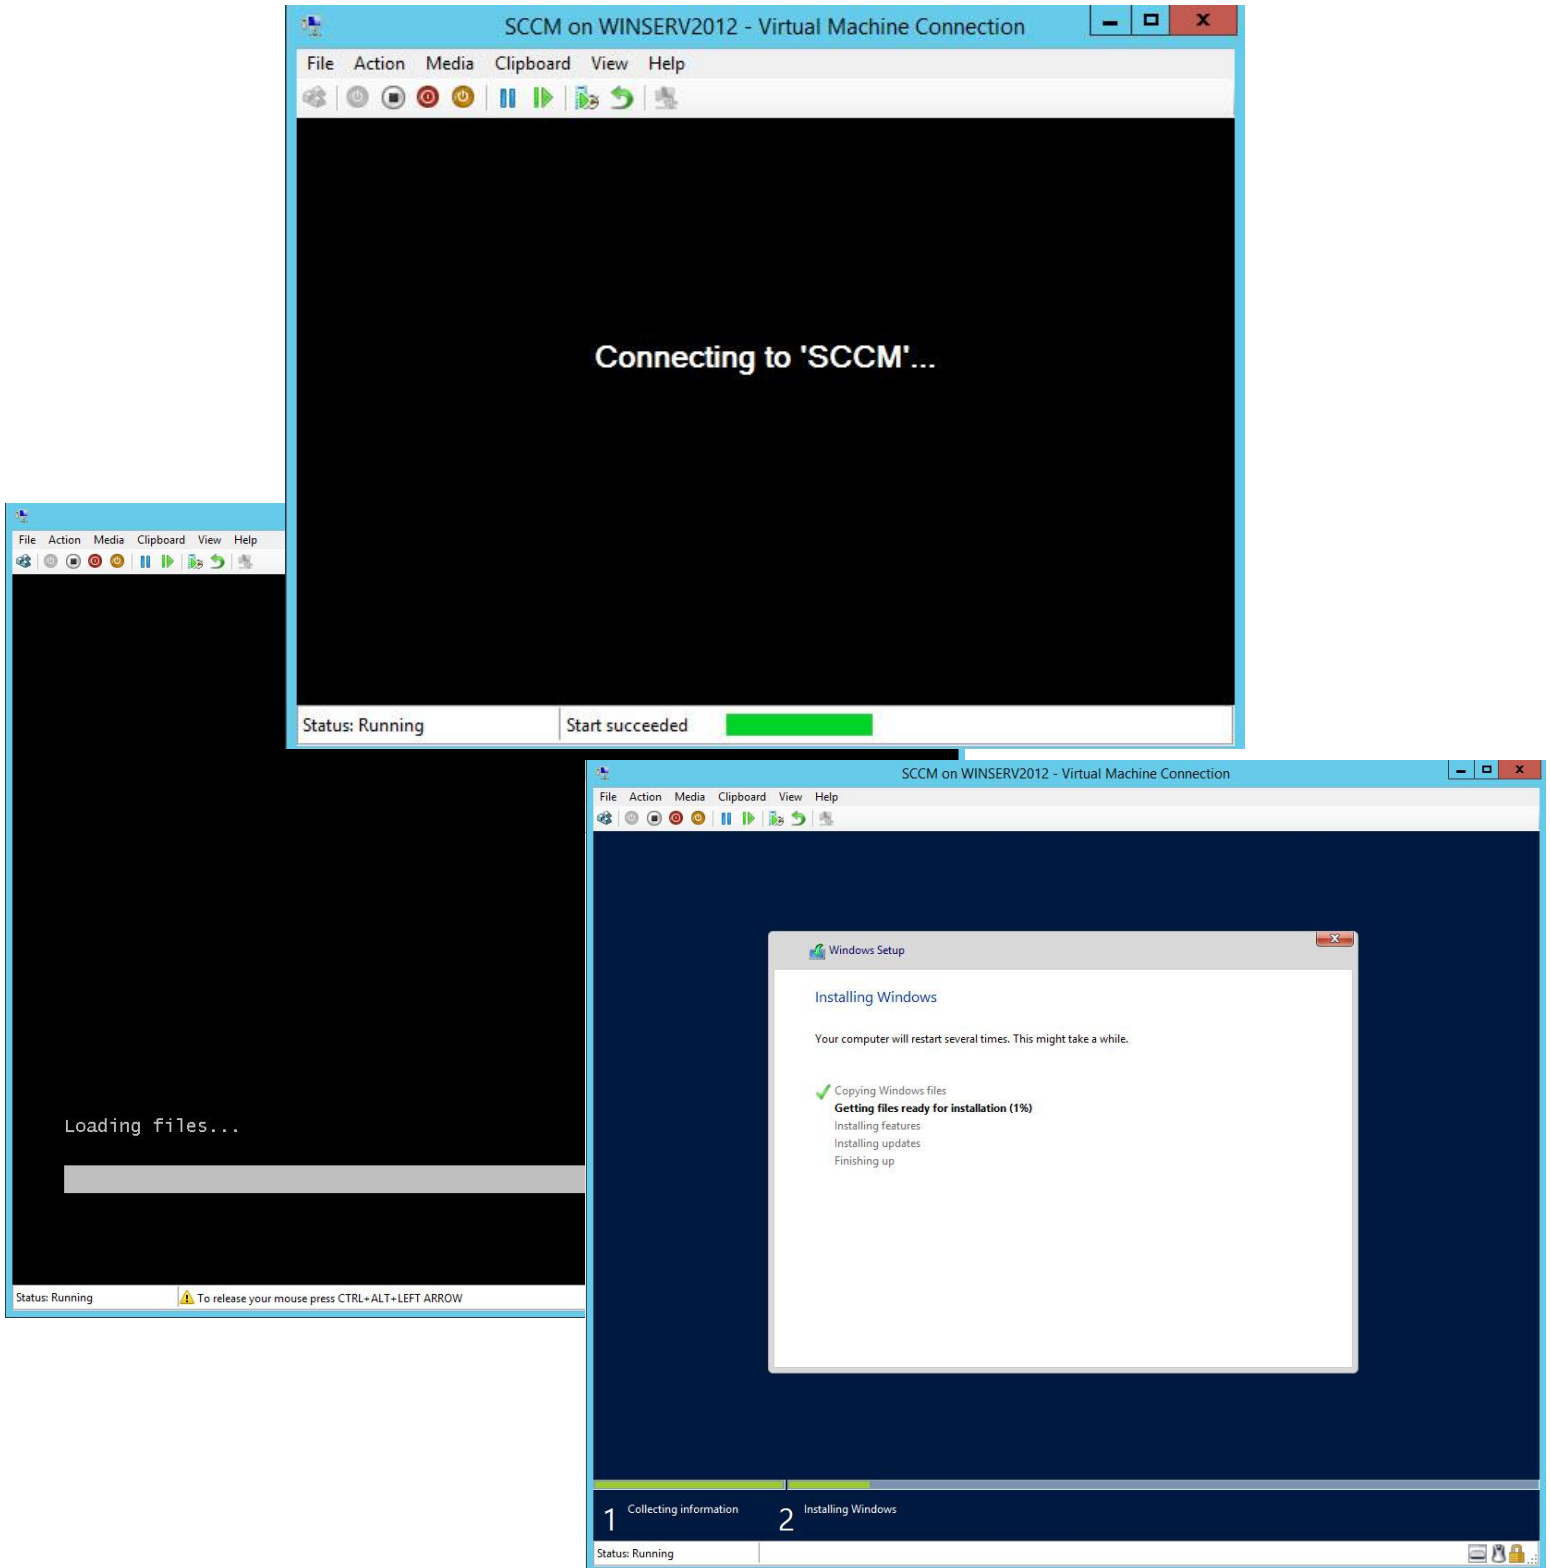 SCCM on WINSERV2012 - Virtual Machine Connection
File Action Media Clipboard View Help
Connecting to 'SCCM'...
Status: Running Start succeeded
File Action Media Clipboard View Help
Loading files...
Status: Running To release your mouse press CTRL+ALT+LEFT ARROW
SCCM on WINSERV2012 - Virtual Machine Connection
File Action Media Clipboard View Help
Windows Setup
Installing Windows
Your computer will restart several times. This might take a while.
Copying Windows files
Getting files ready for installation (1%)
Installing features
Installing updates
Finishing up
1 Collecting information 2 Installing Windows
Status: Running